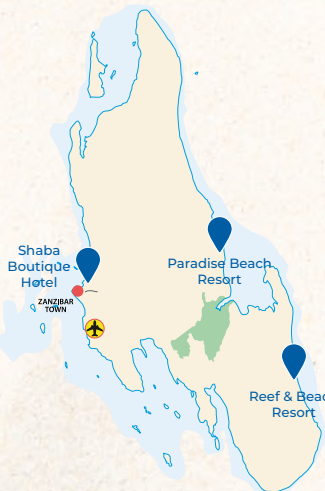 Shaba
Boutique
Hotel
ZANZIBAR
TOWN
Paradise Beach
Resort
Reef & Beac
Resort